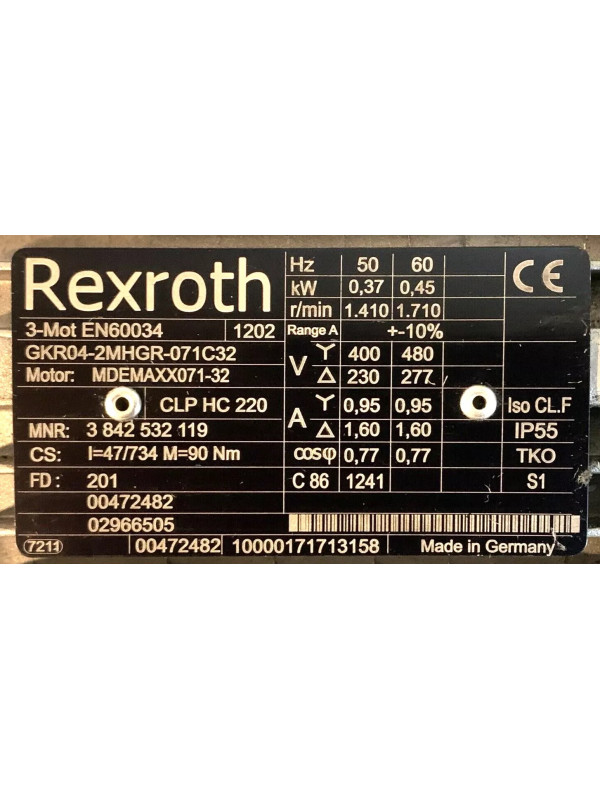 Rexroth
3-Mot EN60034 1202
GKR04-2MHGR-071C32
Motor: MDEMAXX071-32
CLP HC 220
MNR: 3 842 532 119
CS: I=47/734 M=90 Nm
FD: 201
00472482
02966505
7211 00472482 10000171713158 Made in Germany
Hz 50 60
kW 0,37 0,45
r/min 1.410 1.710
Range A +-10%
V Y 400 480
△ 230 277
A Y 0,95 0,95
△ 1,60 1,60
cosφ 0,77 0,77
C 86 1241
CE
Iso CL.F
IP55
TKO
S1